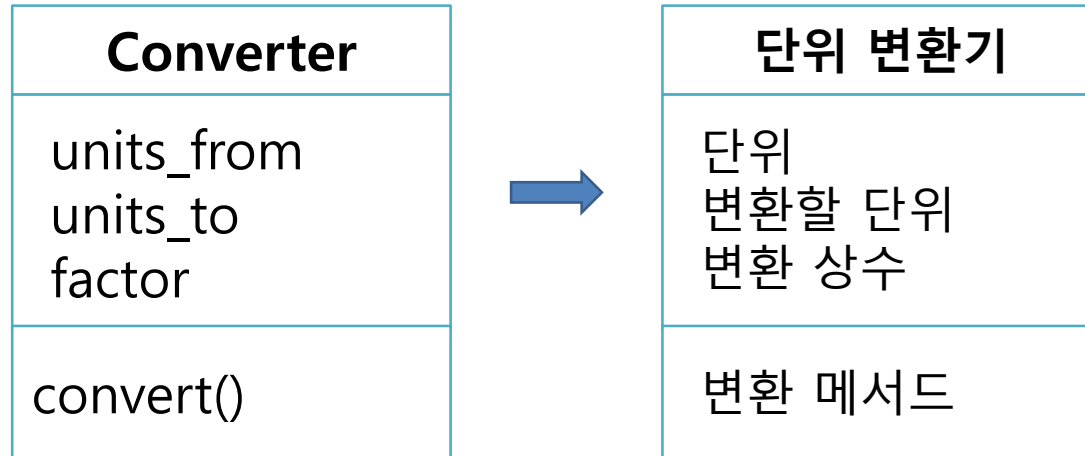 Converter
units_from
units_to
factor
convert()
단위 변환기
단위
변환할 단위
변환 상수
변환 메서드